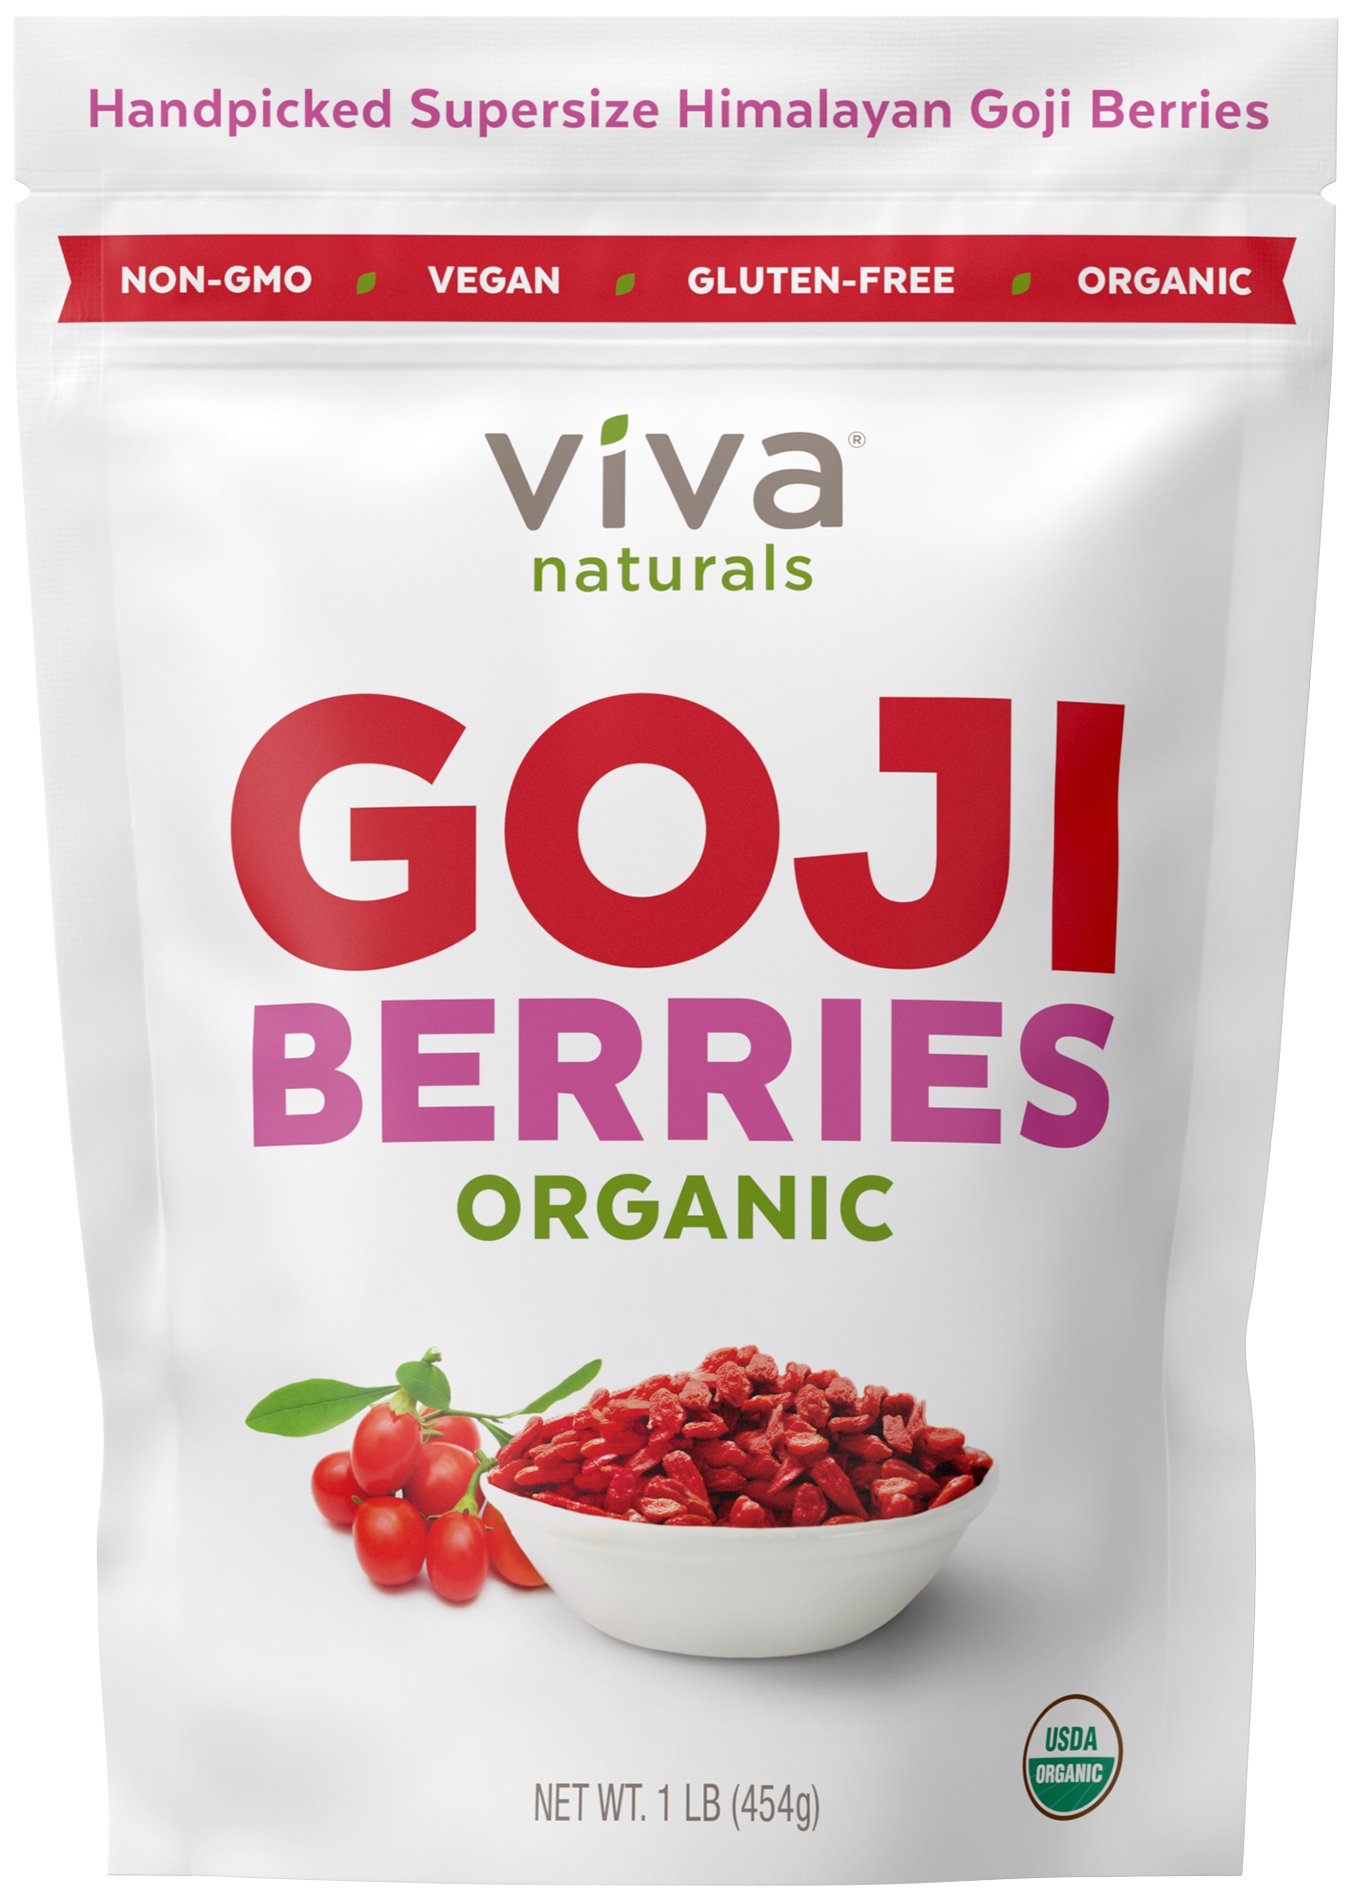 Handpicked Supersize Himalayan Goji Berries
NON-GMO VEGAN GLUTEN-FREE ORGANIC
viva®
naturals
GOJI
BERRIES
ORGANIC
USDA
ORGANIC
NET WT. 1 LB (454g)